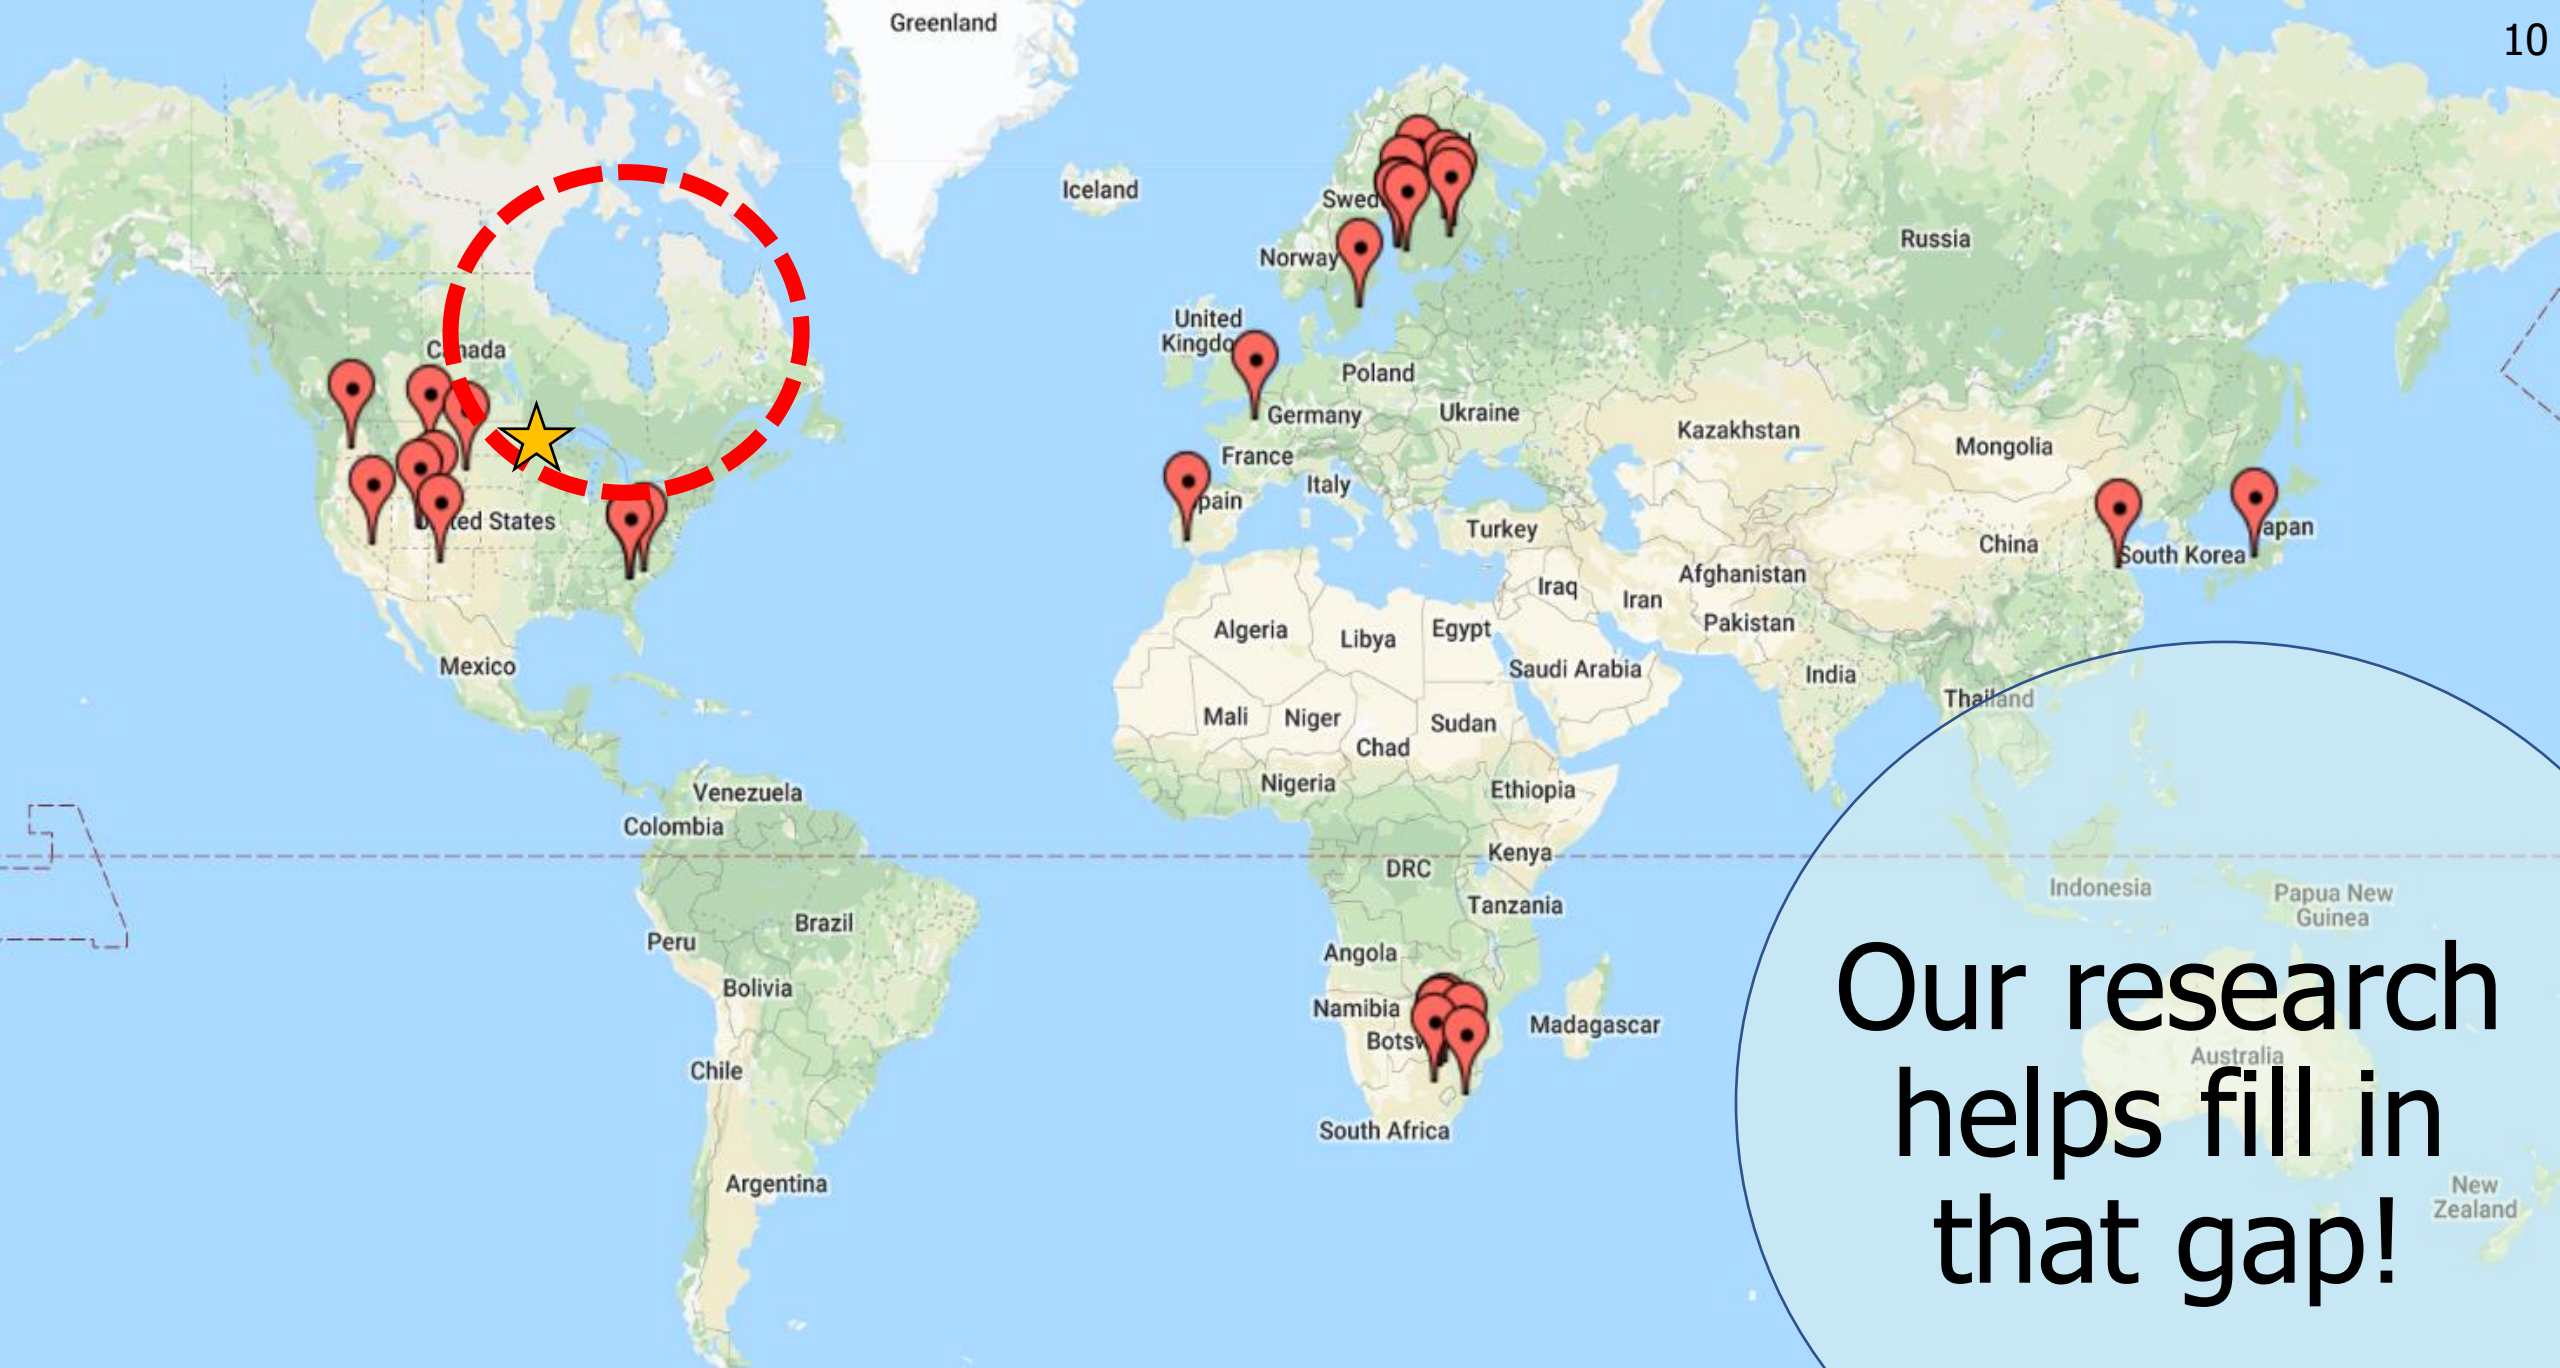 10
Greenland
Iceland
Swed
Norway
Russia
United
Kingdo
Canada
Poland
Germany
Ukraine
Kazakhstan
Mongolia
France
Italy
pain
United States
Turkey
China
apan
South Korea
Afghanistan
Iraq
Iran
Pakistan
Algeria
Libya
Egypt
Saudi Arabia
India
Mexico
Thailand
Mali
Niger
Sudan
Chad
Nigeria
Ethiopia
Venezuela
Colombia
Kenya
DRC
Indonesia
Papua New
Guinea
Tanzania
Brazil
Peru
Angola
Bolivia
Namibia
Madagascar
Botsw
Australia
Chile
South Africa
Argentina
New
Zealand
Our research
helps fill in
that gap!